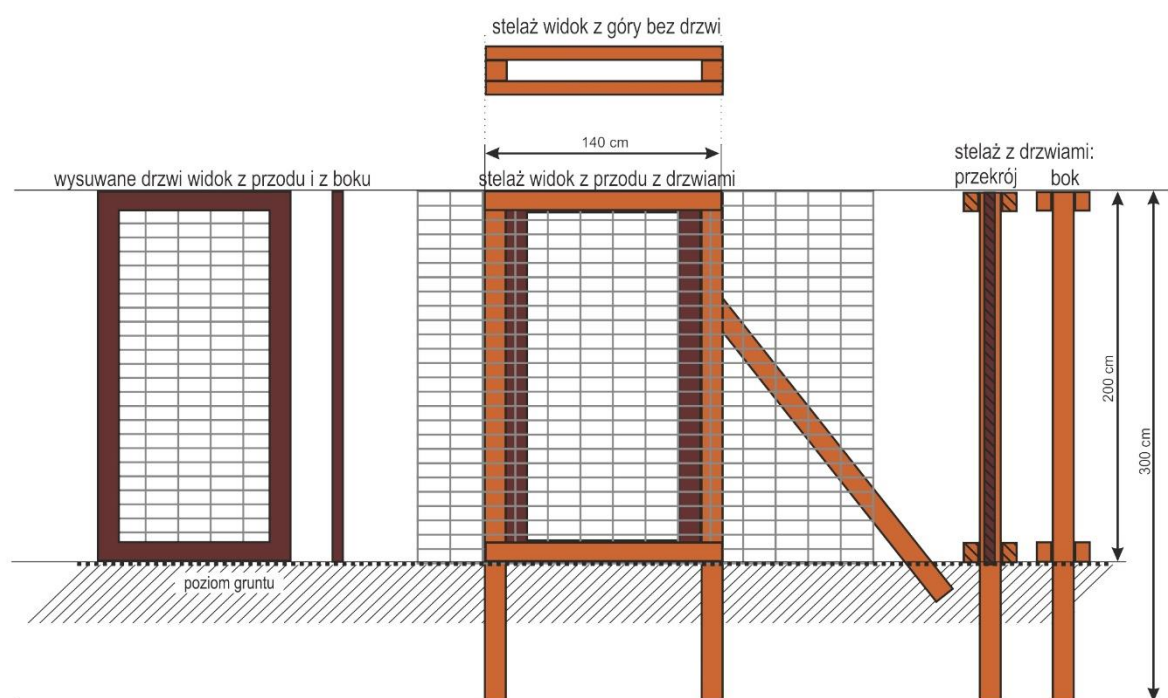 stelaż widok z góry bez drzwi
140 cm
wysuwane drzwi widok z przodu i z boku
stelaż widok z przodu z drzwiami
stelaż z drzwiami:
przekrój bok
200 cm
300 cm
poziom gruntu